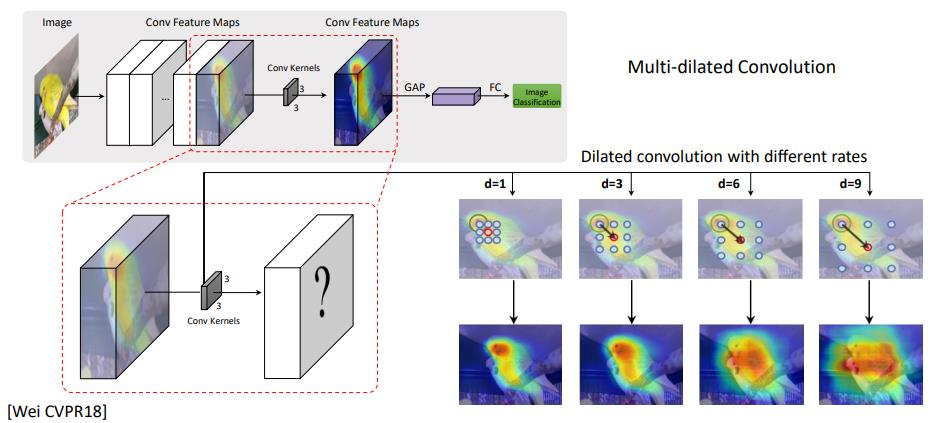 Image
Conv Feature Maps
Conv Feature Maps
Multi-dilated Convolution
Conv Kernels
3
3
...
GAP
FC
Image
Classification
Dilated convolution with different rates
d=1
d=3
d=6
d=9
3
3
Conv Kernels
?
[Wei CVPR18]